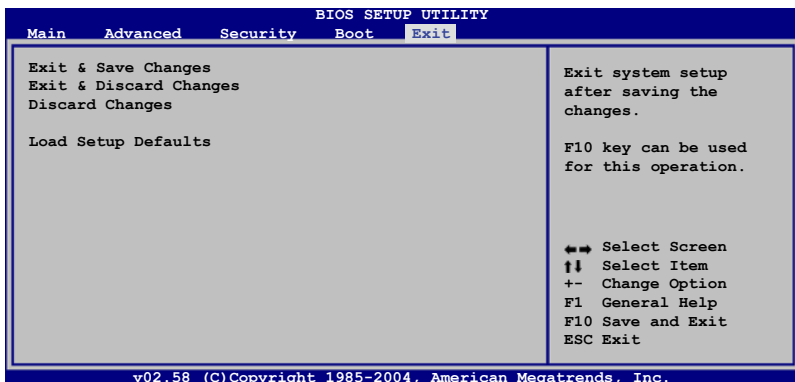 BIOS SETUP UTILITY
Main Advanced Security Boot Exit
Exit & Save Changes
Exit & Discard Changes
Discard Changes
Load Setup Defaults
Exit system setup
after saving the
changes.
F10 key can be used
for this operation.
Select Screen
Select Item
+- Change Option
F1 General Help
F10 Save and Exit
ESC Exit
v02.58 (C)Copyright 1985-2004, American Megatrends, Inc.